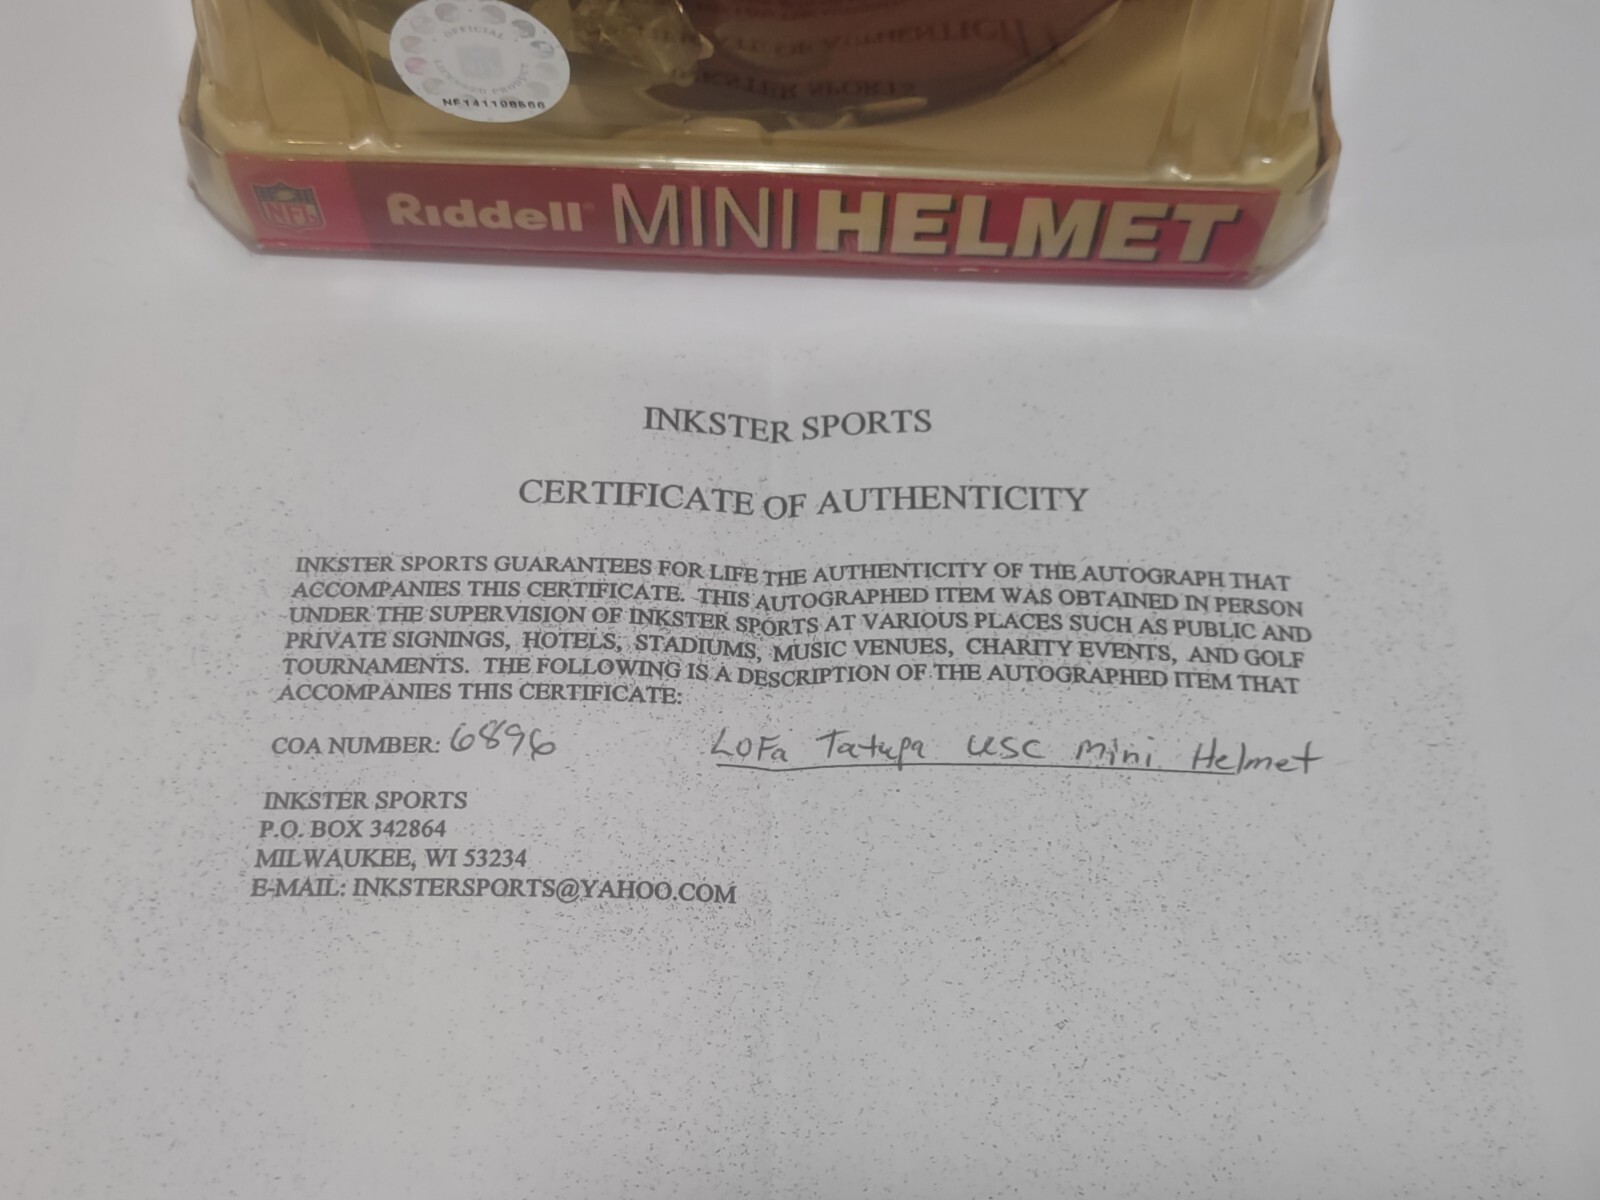 OFFICIAL
LICENSED PRODUCT
NFL
Riddell MINI HELMET
INKSTER SPORTS
CERTIFICATE OF AUTHENTICITY
INKSTER SPORTS GUARANTEES FOR LIFE THE AUTHENTICITY OF THE AUTOGRAPH THAT
ACCOMPANIES THIS CERTIFICATE. THIS AUTOGRAPHED ITEM WAS OBTAINED IN PERSON
UNDER THE SUPERVISION OF INKSTER SPORTS AT VARIOUS PLACES SUCH AS PUBLIC AND
PRIVATE SIGNINGS, HOTELS, STADIUMS, MUSIC VENUES, CHARITY EVENTS, AND GOLF
TOURNAMENTS. THE FOLLOWING IS A DESCRIPTION OF THE AUTOGRAPHED ITEM THAT
ACCOMPANIES THIS CERTIFICATE:
COA NUMBER: 6896 LOFa Tatupa USC mini Helmet
INKSTER SPORTS
P.O. BOX 342864
MILWAUKEE, WI 53234
E-MAIL: INKSTERSPORTS@YAHOO.COM